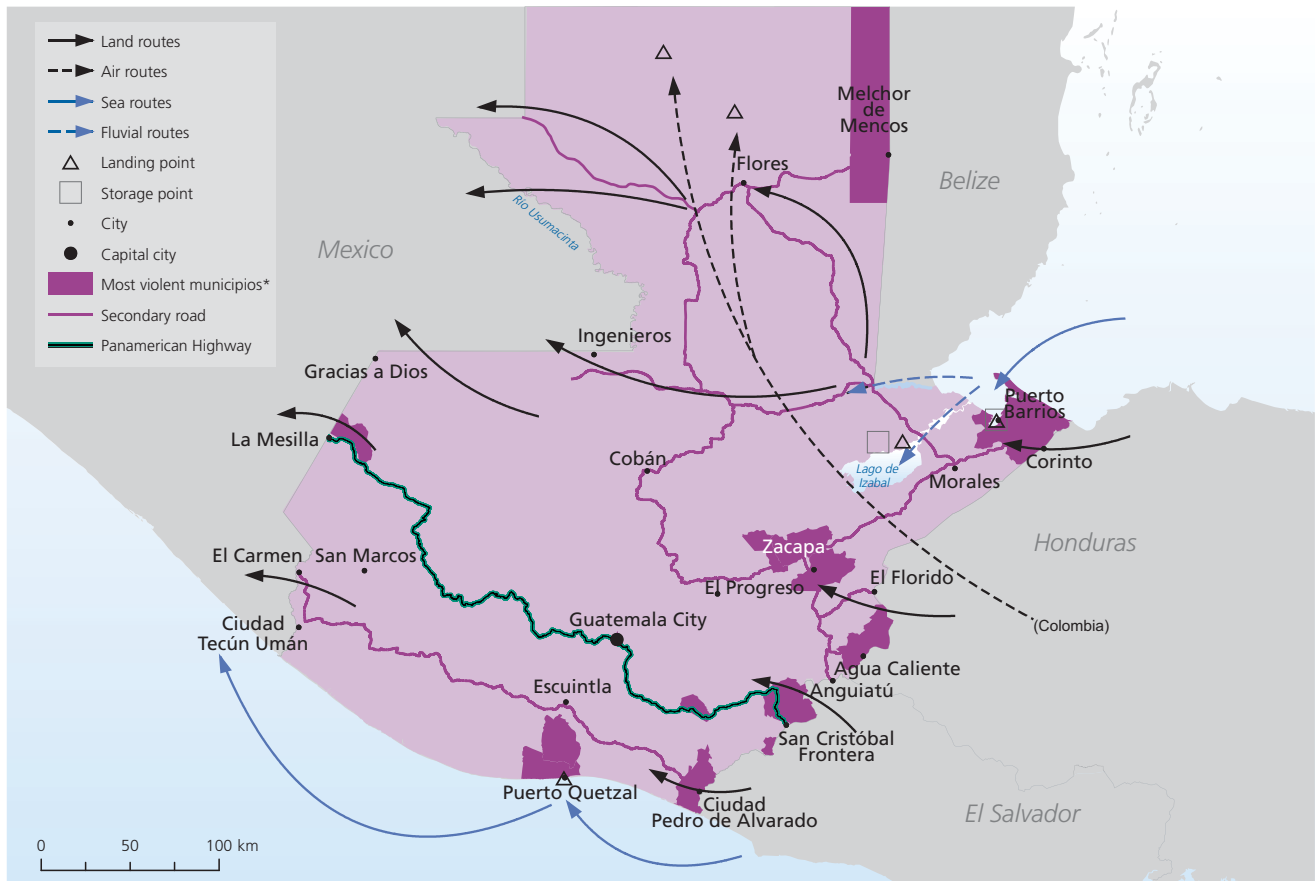 Land routes
Air routes
Sea routes
Fluvial routes
Landing point
Storage point
City
Capital city
Most violent municipios*
Secondary road
Panamerican Highway
Melchor
de
Mencos
Flores
Belize
Río Usumacinta
Mexico
Ingenieros
Gracias a Dios
Puerto
Barrios
La Mesilla
Cobán
Lago de
Izabal
Morales
Corinto
Zacapa
Honduras
El Carmen
San Marcos
El Progreso
El Florido
Ciudad
Tecún Umán
Guatemala City
(Colombia)
Agua Caliente
Anguiatú
Escuintla
San Cristóbal
Frontera
Puerto Quetzal
Ciudad
Pedro de Alvarado
El Salvador
0 50 100 km